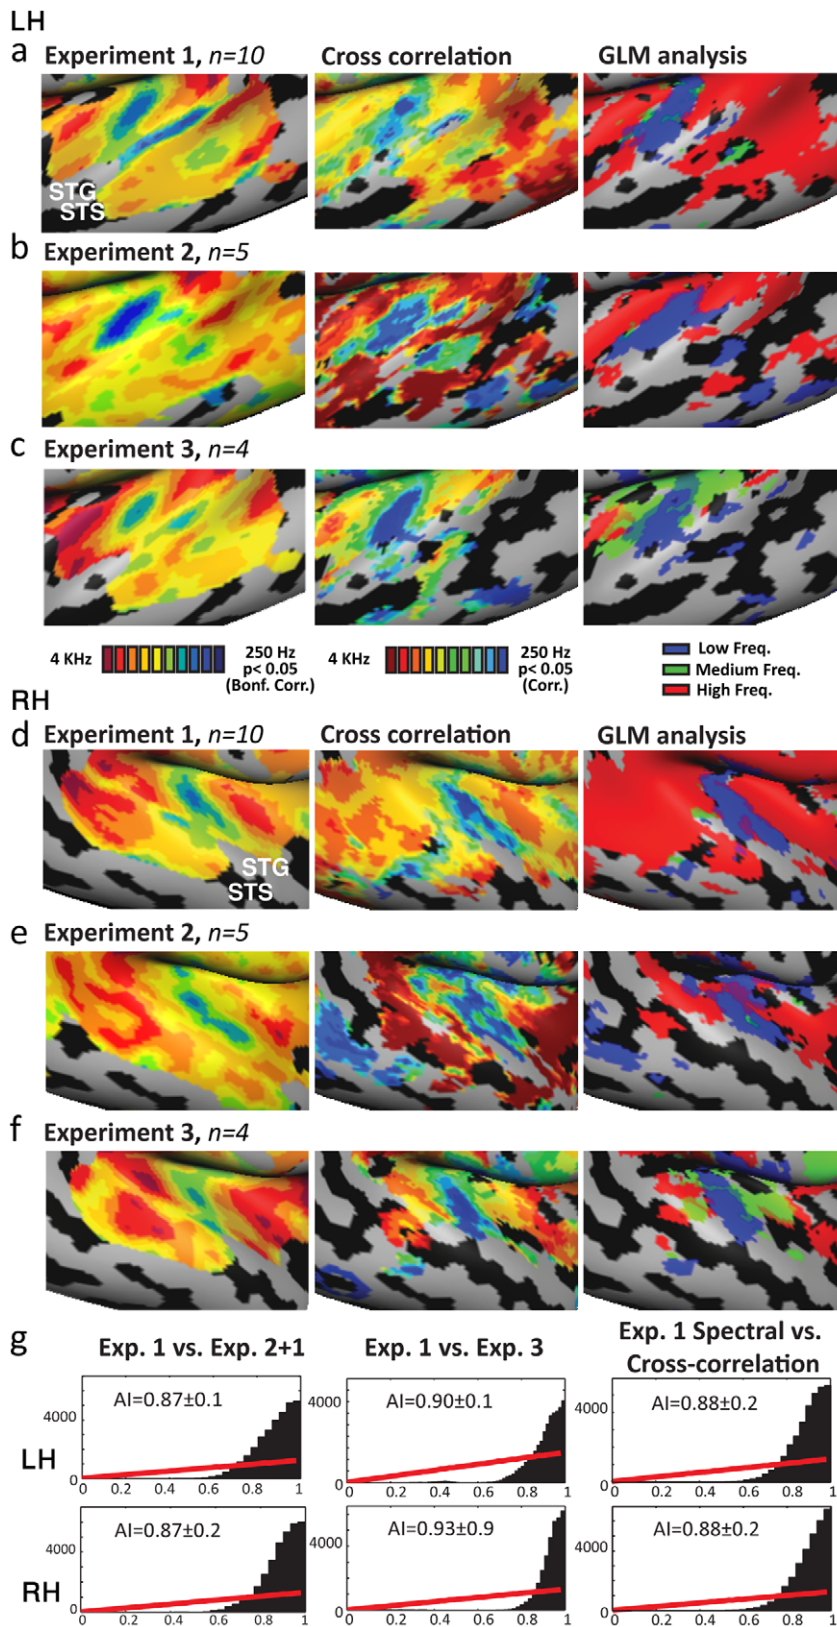 LH
a Experiment 1, n=10 Cross correlation GLM analysis
STG
STS
b Experiment 2, n=5
c Experiment 3, n=4
4 KHz 250 Hz
p< 0.05
(Bonf. Corr.)
4 KHz 250 Hz
p< 0.05
(Corr.)
Low Freq.
Medium Freq.
High Freq.
RH
d Experiment 1, n=10 Cross correlation GLM analysis
STG
STS
e Experiment 2, n=5
f Experiment 3, n=4
g Exp. 1 vs. Exp. 2+1 Exp. 1 vs. Exp. 3 Exp. 1 Spectral vs.
Cross-correlation
LH
AI=0.87±0.1
4000
0
0 0.2 0.4 0.6 0.8 1
AI=0.90±0.1
4000
0
0 0.2 0.4 0.6 0.8 1
AI=0.88±0.2
4000
0
0 0.2 0.4 0.6 0.8 1
RH
AI=0.87±0.2
4000
0
0 0.2 0.4 0.6 0.8 1
AI=0.93±0.9
4000
0
0 0.2 0.4 0.6 0.8 1
AI=0.88±0.2
4000
0
0 0.2 0.4 0.6 0.8 1